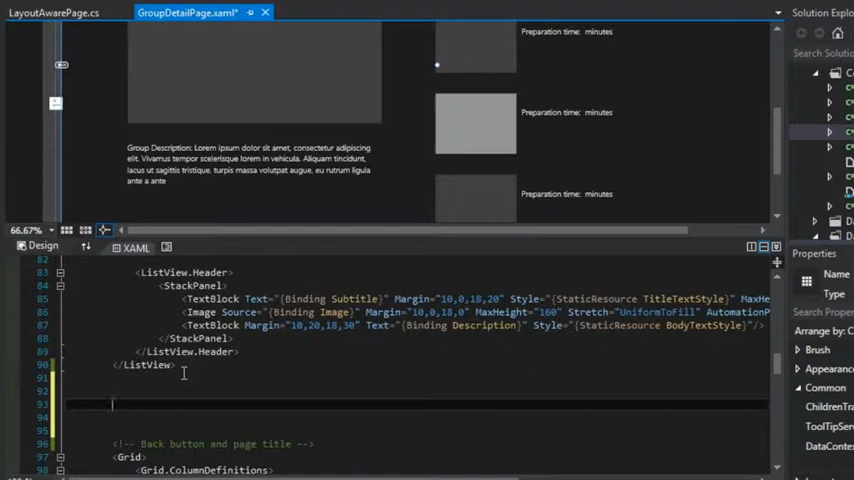 LayoutAwarePage.cs
GroupDetailPage.xaml*
Solution Explo
Search Solutio
Preparation time: minutes
Preparation time: minutes
Preparation time: minutes
Group Description: Lorem ipsum dolor sit amet, consectetur adipiscing
elit. Vivamus tempor scelerisque lorem in vehicula. Aliquam tincidunt,
lacus ut sagittis tristique, turpis massa volutpat augue, eu rutrum ligula
ante a ante
66.67%
Design
XAML
82
83 <ListView.Header>
84 <StackPanel>
85 <TextBlock Text="{Binding Subtitle}" Margin="10,0,18,20" Style="{StaticResource TitleTextStyle}" MaxHe
86 <Image Source="{Binding Image}" Margin="10,0,18,0" MaxHeight="160" Stretch="UniformToFill" AutomationP
87 <TextBlock Margin="10,20,18,30" Text="{Binding Description}" Style="{StaticResource BodyTextStyle}"/>
88 </StackPanel>
89 </ListView.Header>
90 </ListView>
91
92
93
94
95
96 <!-- Back button and page title -->
97 <Grid>
98 <Grid.ColumnDefinitions>
Properties
Name
Type
Search Proper
Arrange by: C
Brush
Appearanc
Common
ChildrenTra
ToolTipServ
DataContex